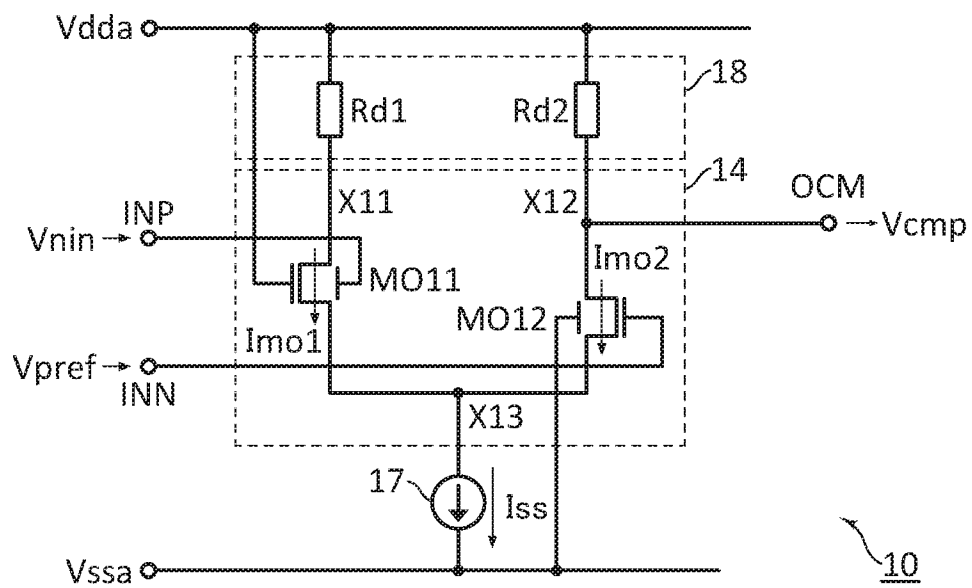 Vdda
18
Rd1
Rd2
14
X11
X12
OCM
INP
Vnin
Vcmp
MO11
Imo2
MO12
Imo1
Vpref
INN
X13
17
Iss
Vssa
10